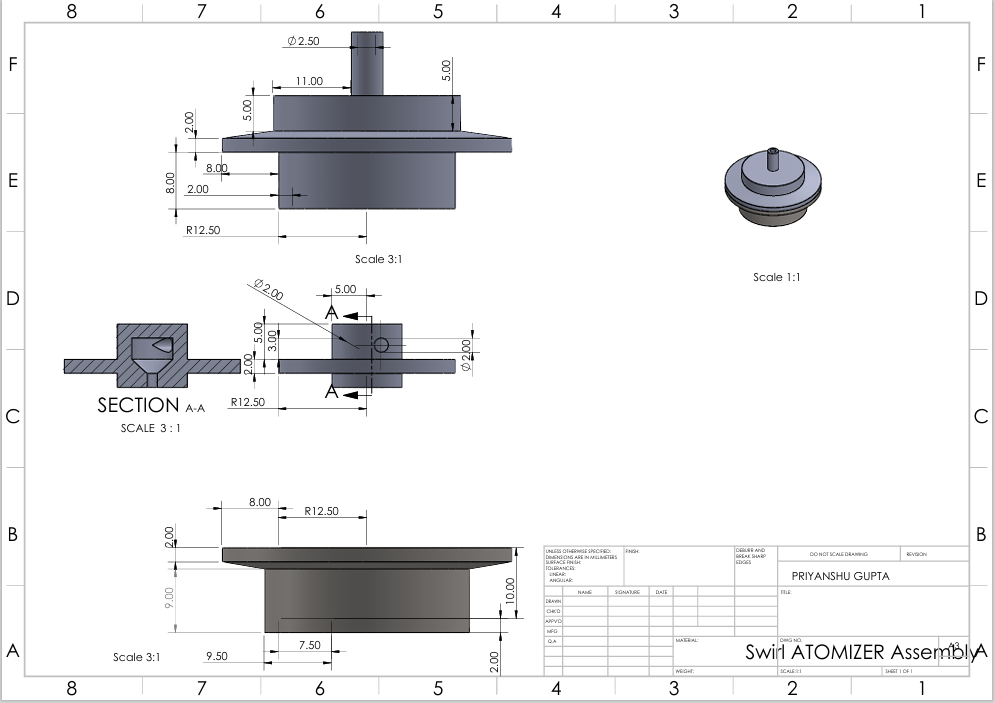 8 7 6 5 4 3 2 1
F F
E E
D D
C C
B B
A A
Ø2.50
11.00
5.00
5.00
2.00
8.00
8.00
2.00
R12.50
Scale 3:1
Scale 1:1
Ø2.00
5.00
A
5.00
3.00
2.00
Ø2.00
A
R12.50
SECTION A-A
SCALE 3 : 1
8.00
R12.50
2.00
9.00
10.00
7.50
9.50
2.00
Scale 3:1
UNLESS OTHERWISE SPECIFIED:
DIMENSIONS ARE IN MILLIMETERS
SURFACE FINISH:
TOLERANCES:
LINEAR:
ANGULAR:
FINISH:
DEBURR AND
BREAK SHARP
EDGES
DO NOT SCALE DRAWING
REVISION
PRIYANSHU GUPTA
NAME SIGNATURE DATE
TITLE:
DRAWN
CHK'D
APPV'D
MFG
Q.A
MATERIAL:
DWG NO.
Swirl ATOMIZER Assembly
A3
WEIGHT:
SCALE:1:1
SHEET 1 OF 1
8 7 6 5 4 3 2 1